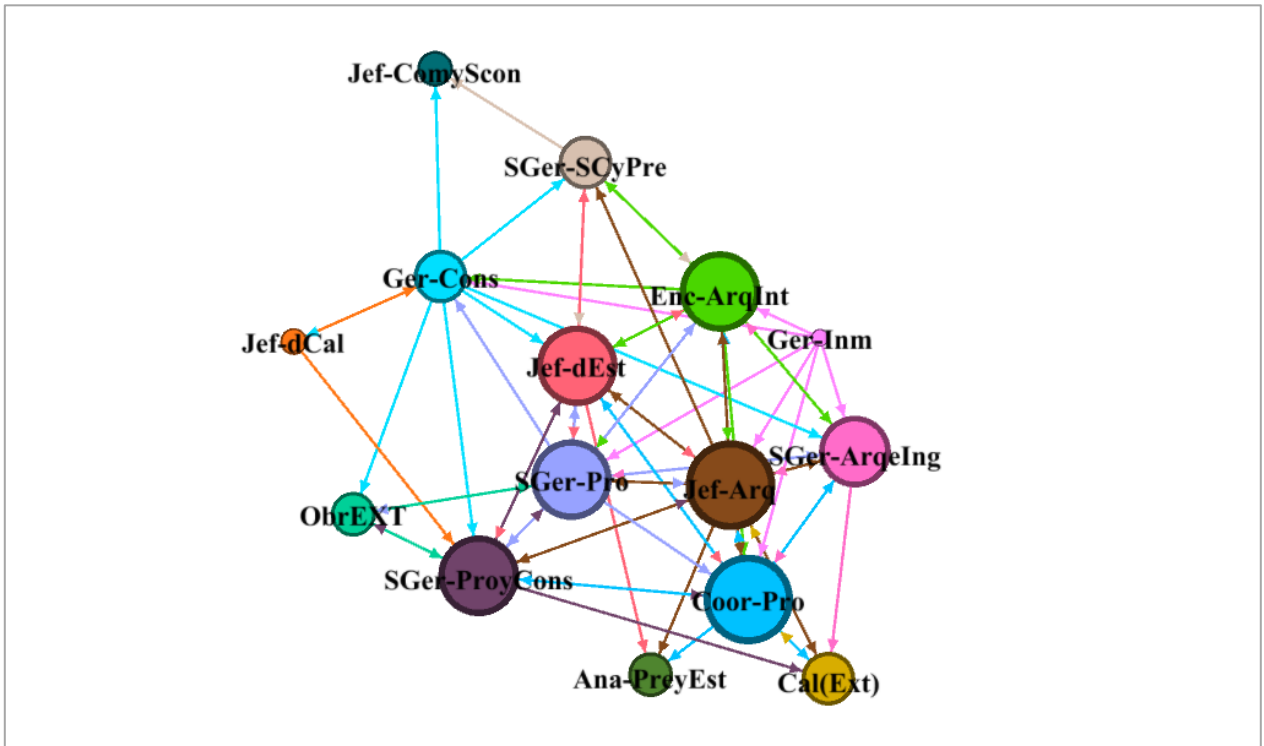 Jef-ComyScon
SGer-SCyPre
Ger-Cons
Enc-ArqInt
Jef-dCal
Ger-Inm
Jef-dEst
SGer-ArqeIng
SGer-Pro
Jef-Arq
ObrEXT
SGer-ProyCons
Coor-Pro
Ana-PreyEst
Cal(Ext)